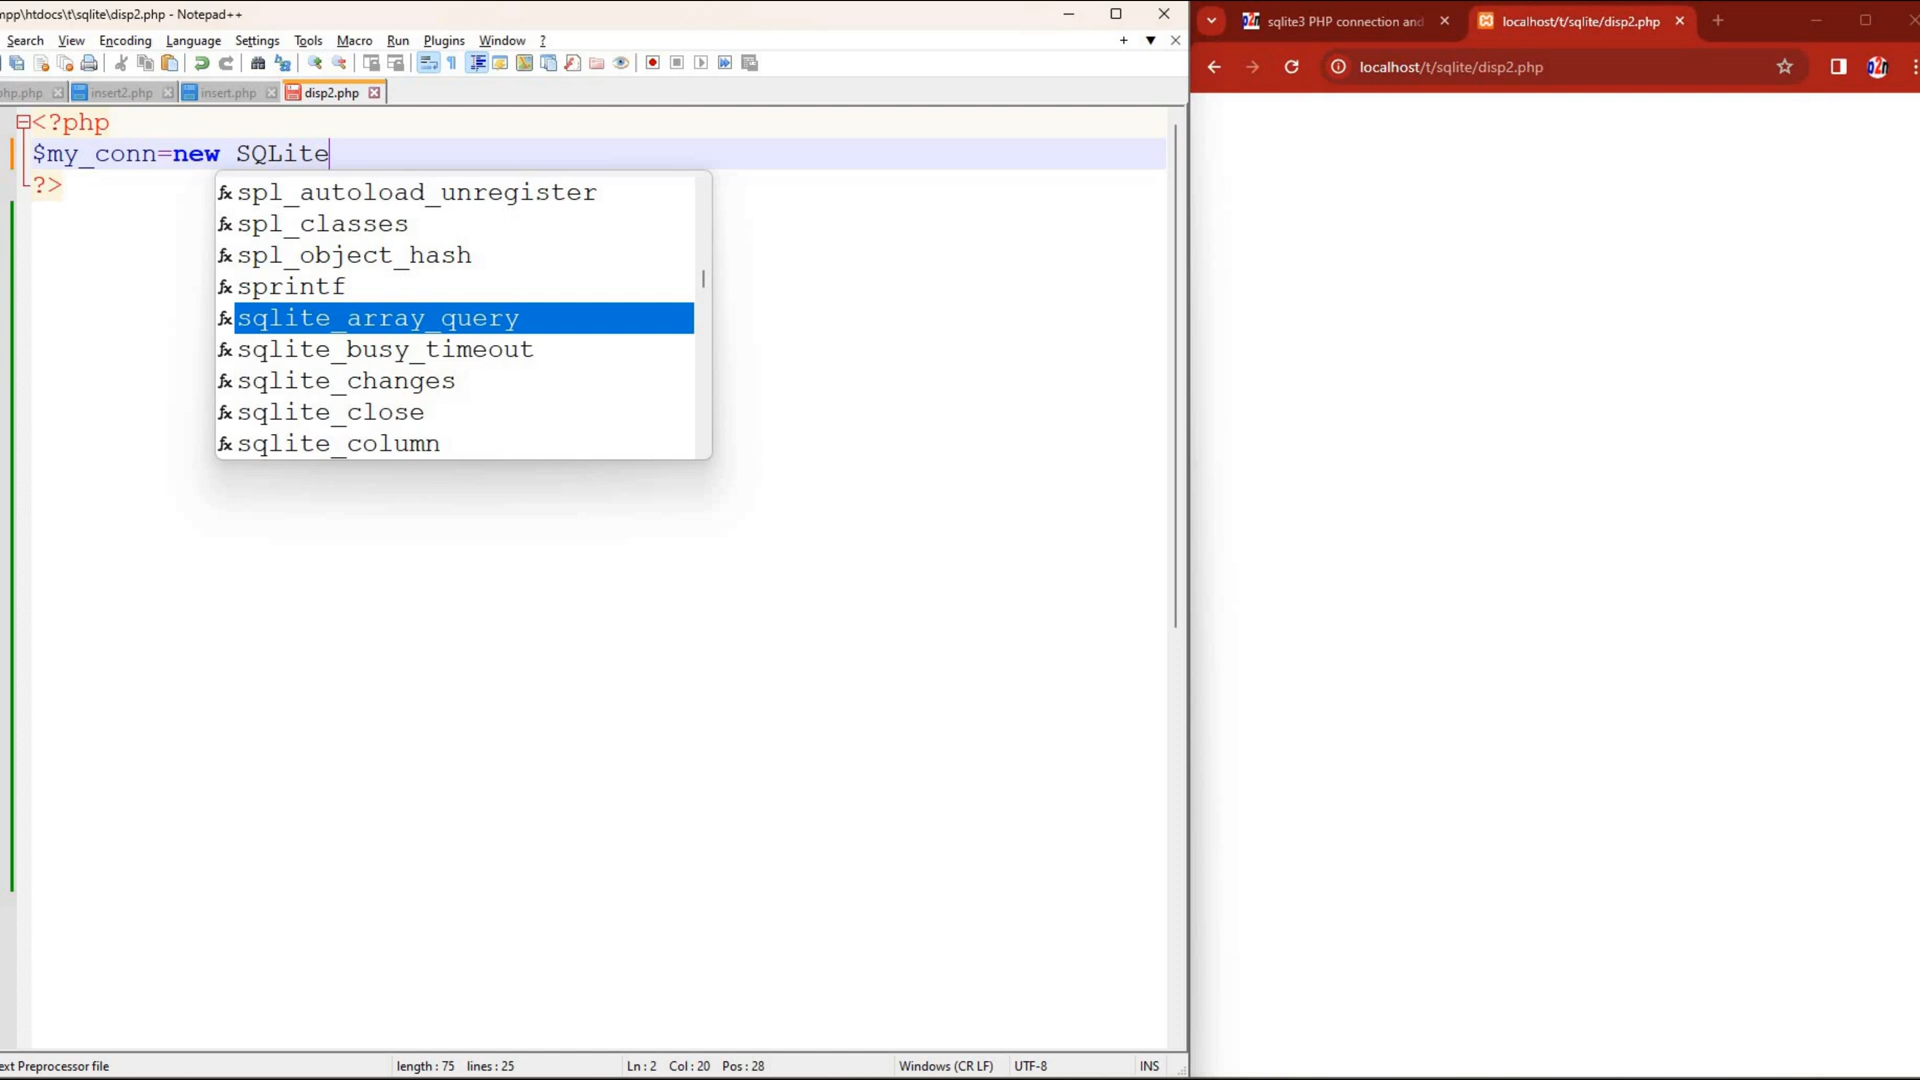 mpp\htdocs\t\sqlite\disp2.php - Notepad++
Search View Encoding Language Settings Tools Macro Run Plugins Window ?
php.php insert2.php insert.php disp2.php
<?php
$my_conn=new SQLite
?>
spl_autoload_unregister
spl_classes
spl_object_hash
sprintf
sqlite_array_query
sqlite_busy_timeout
sqlite_changes
sqlite_close
sqlite_column
ext Preprocessor file length : 75 lines : 25 Ln : 2 Col : 20 Pos : 28 Windows (CR LF) UTF-8 INS
sqlite3 PHP connection and localhost/t/sqlite/disp2.php
localhost/t/sqlite/disp2.php